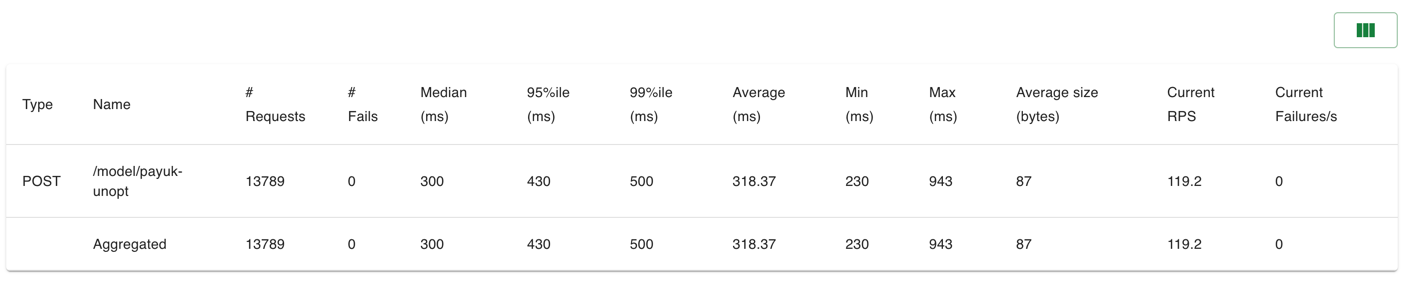 Type Name # Requests # Fails Median (ms) 95%ile (ms) 99%ile (ms) Average (ms) Min (ms) Max (ms) Average size (bytes) Current RPS Current Failures/s
POST /model/payuk-unopt 13789 0 300 430 500 318.37 230 943 87 119.2 0
Aggregated 13789 0 300 430 500 318.37 230 943 87 119.2 0